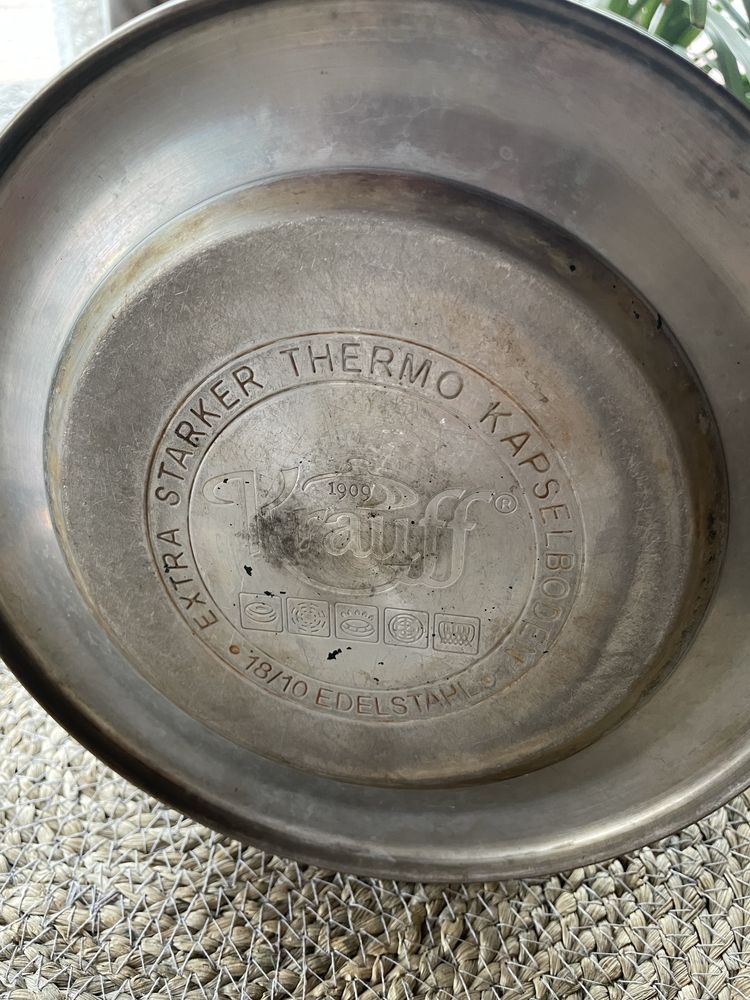 EXTRA STARKER THERMO KAPSELBODEN
1909
Krauff®
• 18/10 EDELSTAHL •